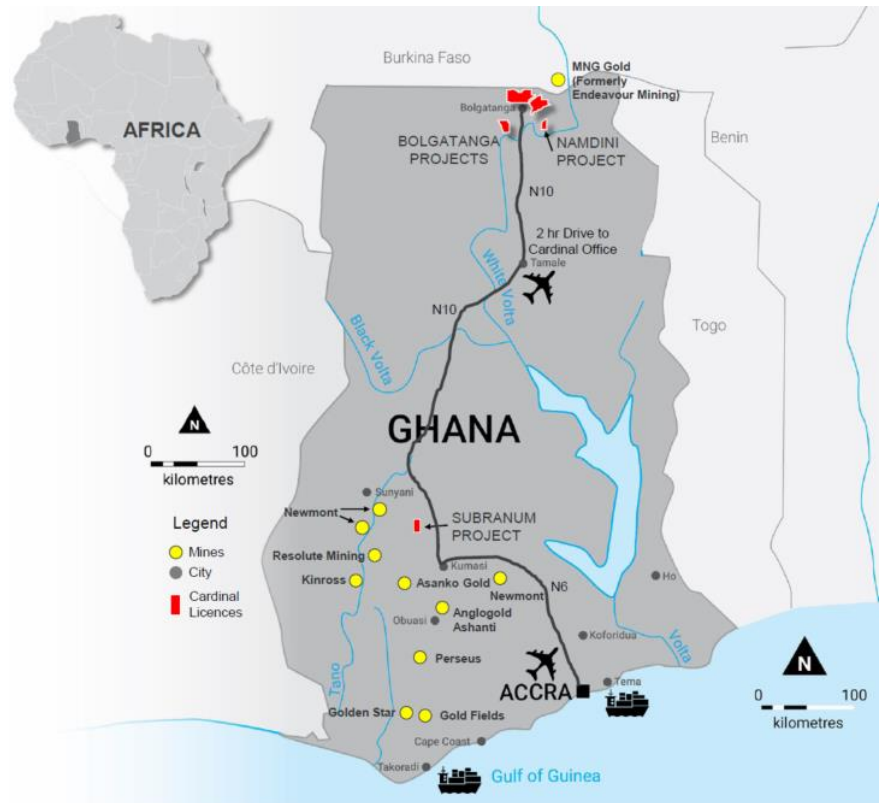 Burkina Faso
MNG Gold
(Formerly
Endeavour Mining)
AFRICA
Bolgatanga
BOLGATANGA
PROJECTS
NAMDINI
PROJECT
Benin
N10
2 hr Drive to
Cardinal Office
Tamale
White Volta
N10
Black Volta
Togo
Côte d'Ivoire
GHANA
N
0 100
kilometres
Sunyani
Newmont
SUBRANUM
PROJECT
Legend
Mines
City
Cardinal
Licences
Resolute Mining
Kinross
Kumasi
Asanko Gold
Newmont
N6
Ho
Obuasi
Anglogold
Ashanti
Koforidua
Volta
Perseus
Tano
ACCRA
Tema
N
0 100
kilometres
Golden Star
Gold Fields
Cape Coast
Takoradi
Gulf of Guinea